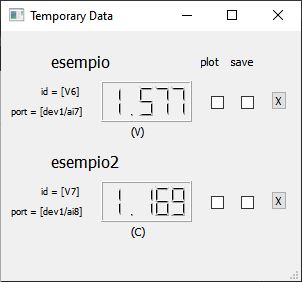 Temporary Data
esempio plot save
id = [V6]
port = [dev1/ai7]
1.577
X
(V)
esempio2
id = [V7]
port = [dev1/ai8]
1.169
X
(C)